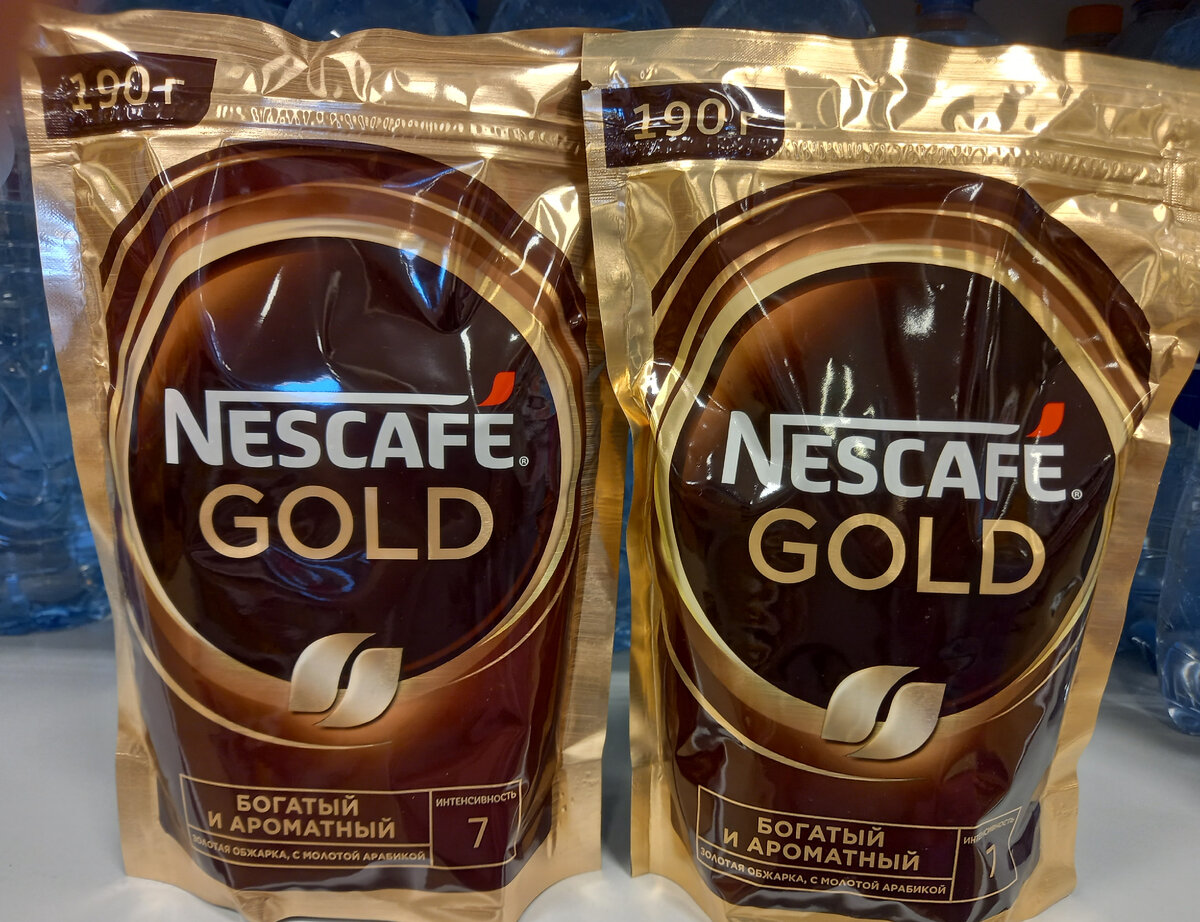 190 г
NESCAFÉ®
GOLD
БОГАТЫЙ
И АРОМАТНЫЙ
ЗОЛОТАЯ ОБЖАРКА, С МОЛОТОЙ АРАБИКОЙ
ИНТЕНСИВНОСТЬ
7
190 г
NESCAFÉ®
GOLD
БОГАТЫЙ
И АРОМАТНЫЙ
ЗОЛОТАЯ ОБЖАРКА, С МОЛОТОЙ АРАБИКОЙ
ИНТЕНСИВНОСТЬ
7